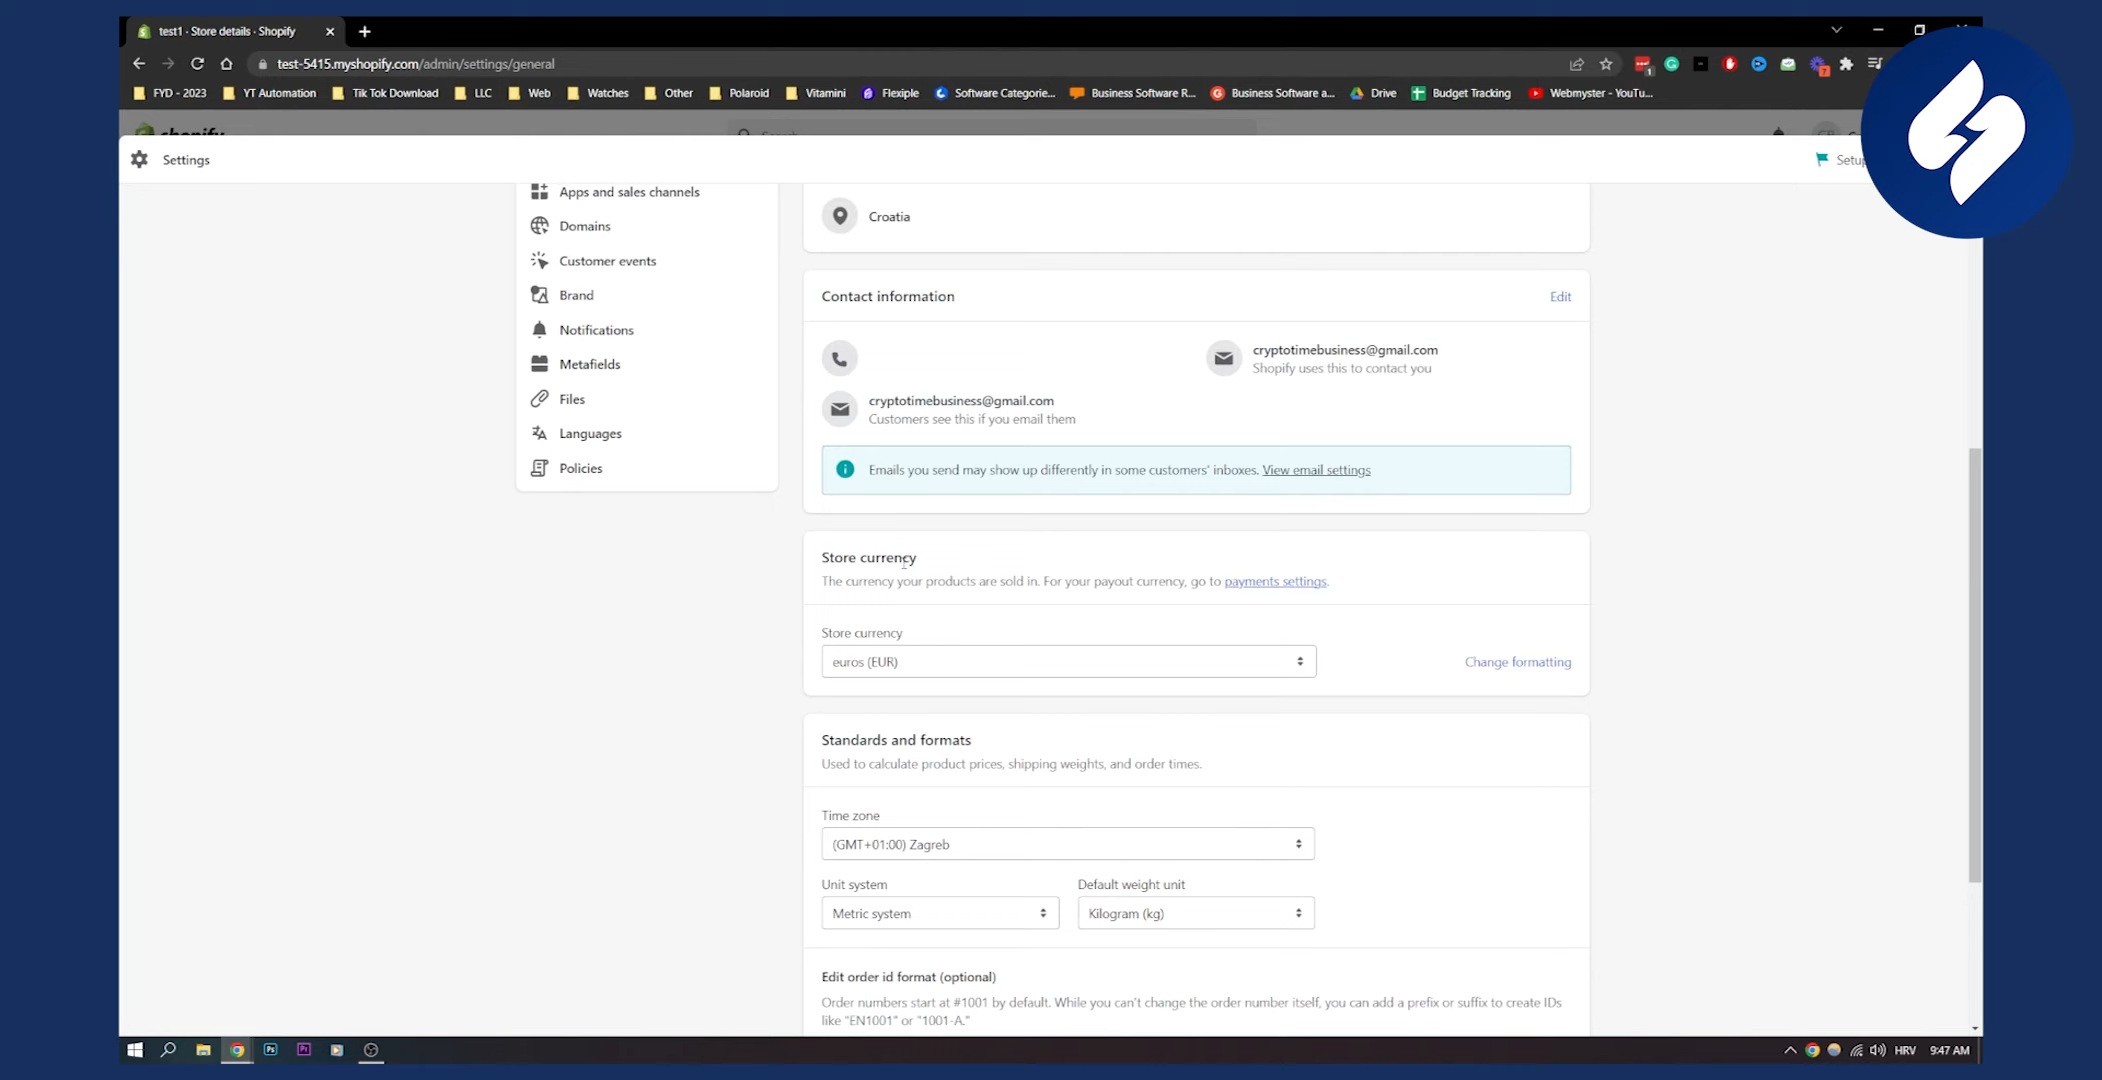 test1 · Store details · Shopify
test-5415.myshopify.com/admin/settings/general
FYD - 2023 YT Automation Tik Tok Download LLC Web Watches Other Polaroid Vitamini Flexiple Software Categorie... Business Software R... Business Software a... Drive Budget Tracking Webmyster - YouTu...
shopify Search
Settings
Apps and sales channels
Domains
Customer events
Brand
Notifications
Metafields
Files
Languages
Policies
Croatia
Contact information Edit
cryptotimebusiness@gmail.com
Shopify uses this to contact you
cryptotimebusiness@gmail.com
Customers see this if you email them
Emails you send may show up differently in some customers' inboxes. View email settings
Store currency
The currency your products are sold in. For your payout currency, go to payments settings.
Store currency
euros (EUR) Change formatting
Standards and formats
Used to calculate product prices, shipping weights, and order times.
Time zone
(GMT+01:00) Zagreb
Unit system Default weight unit
Metric system Kilogram (kg)
Edit order id format (optional)
Order numbers start at #1001 by default. While you can't change the order number itself, you can add a prefix or suffix to create IDs
like "EN1001" or "1001-A."
HRV 9:47 AM